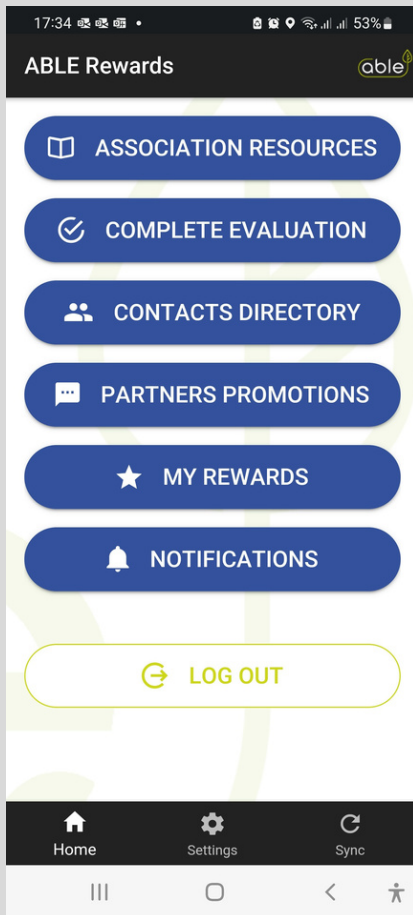 17:34 53%
ABLE Rewards able
ASSOCIATION RESOURCES
COMPLETE EVALUATION
CONTACTS DIRECTORY
PARTNERS PROMOTIONS
MY REWARDS
NOTIFICATIONS
LOG OUT
Home Settings Sync